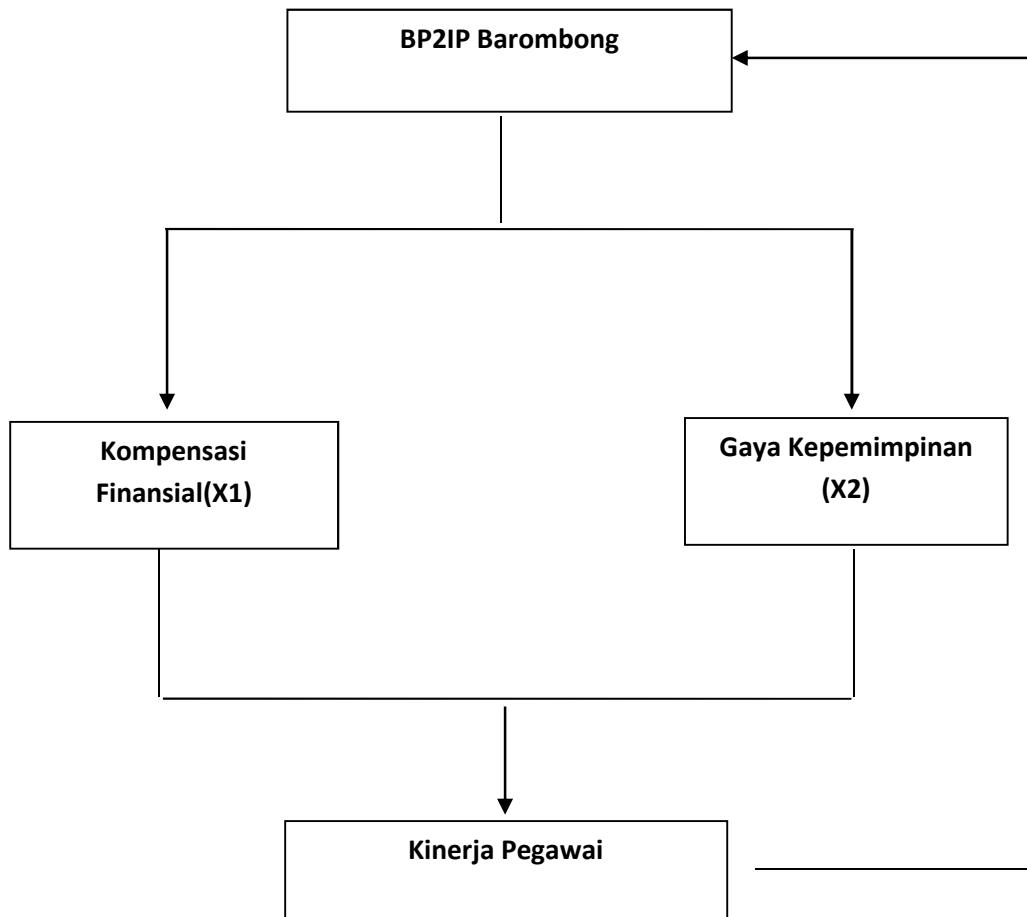 BP2IP Barombong
Kompensasi
Finansial(X1)
Gaya Kepemimpinan
(X2)
Kinerja Pegawai